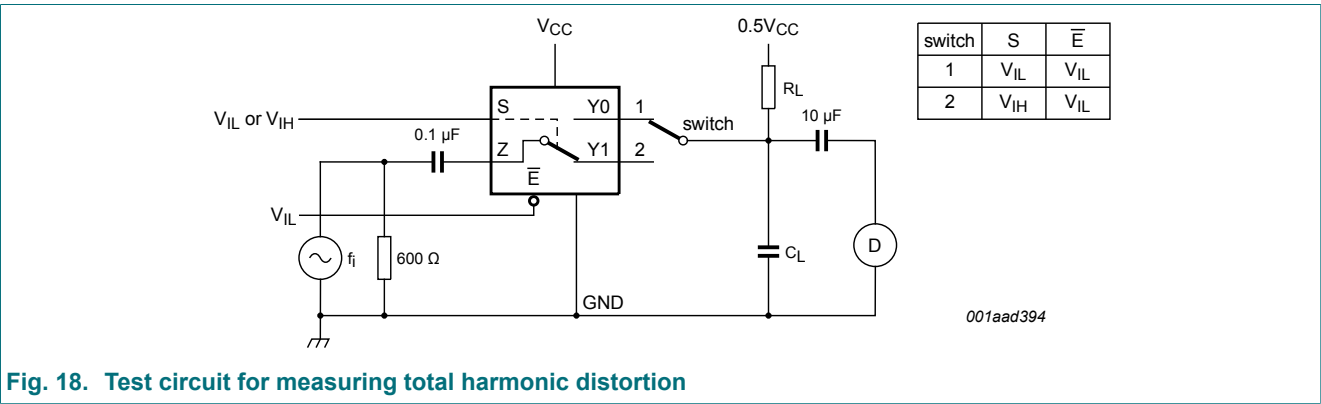 VCC
0.5VCC
switch S E̅
1 VIL VIL
2 VIH VIL
RL
10 µF
S Y0 1
switch
VIL or VIH
0.1 µF
Z Y1 2
E̅
VIL
fi
600 Ω
CL
D
GND
001aad394
Fig. 18. Test circuit for measuring total harmonic distortion